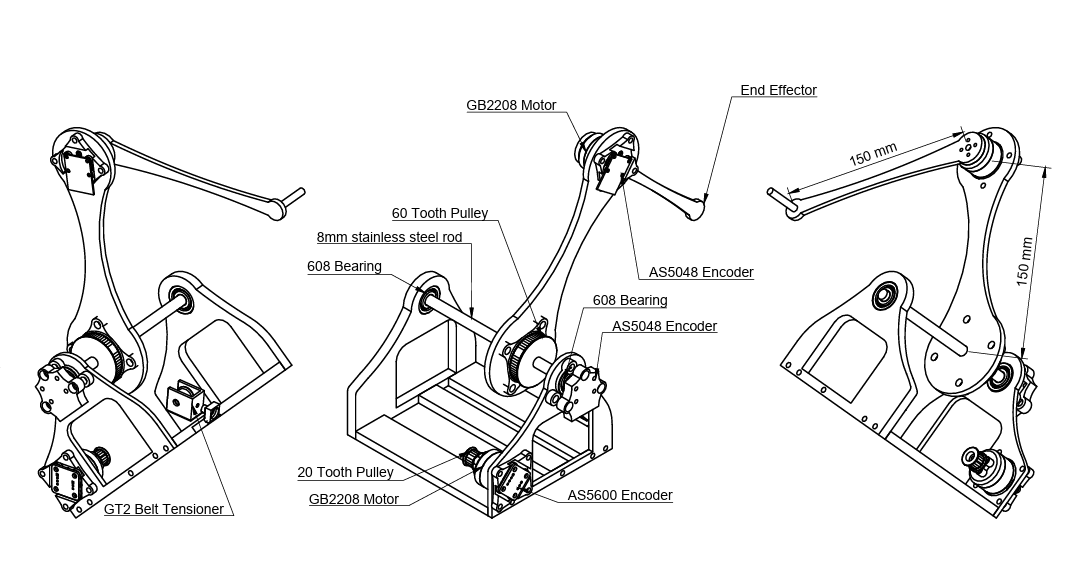 End Effector
GB2208 Motor
150 mm
60 Tooth Pulley
8mm stainless steel rod
608 Bearing
AS5048 Encoder
150 mm
608 Bearing
AS5048 Encoder
20 Tooth Pulley
GB2208 Motor
AS5600 Encoder
GT2 Belt Tensioner